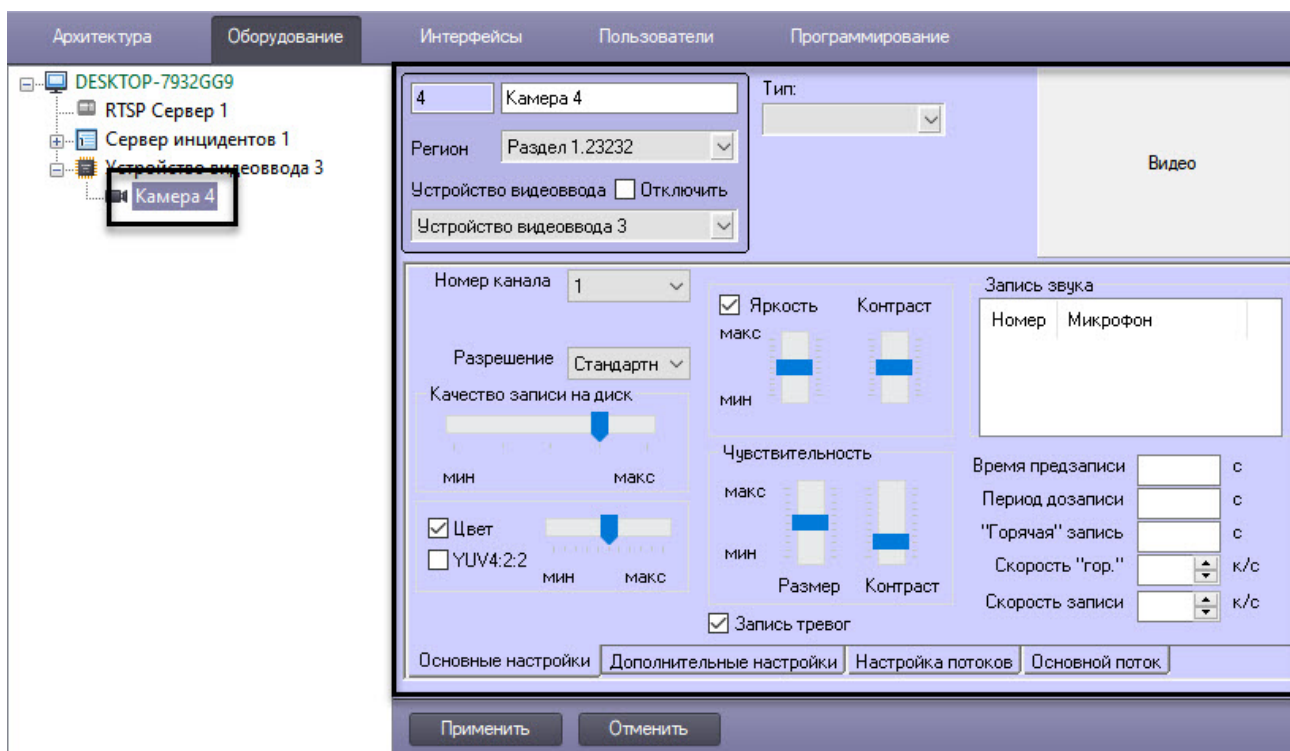 Архитектура Оборудование Интерфейсы Пользователи Программирование
DESKTOP-7932GG9
RTSP Сервер 1
Сервер инцидентов 1
Устройство видеоввода 3
Камера 4
4 Камера 4
Регион Раздел 1.23232
Устройство видеоввода Отключить
Устройство видеоввода 3
Тип:
Видео
Номер канала 1
Разрешение Стандартн
Качество записи на диск
мин макс
Цвет
YUV4:2:2
мин макс
Яркость Контраст
макс
мин
Чувствительность
макс
мин
Размер Контраст
Запись тревог
Запись звука
Номер Микрофон
Время предзаписи с
Период дозаписи с
"Горячая" запись с
Скорость "гор." к/с
Скорость записи к/с
Основные настройки Дополнительные настройки Настройка потоков Основной поток
Применить Отменить